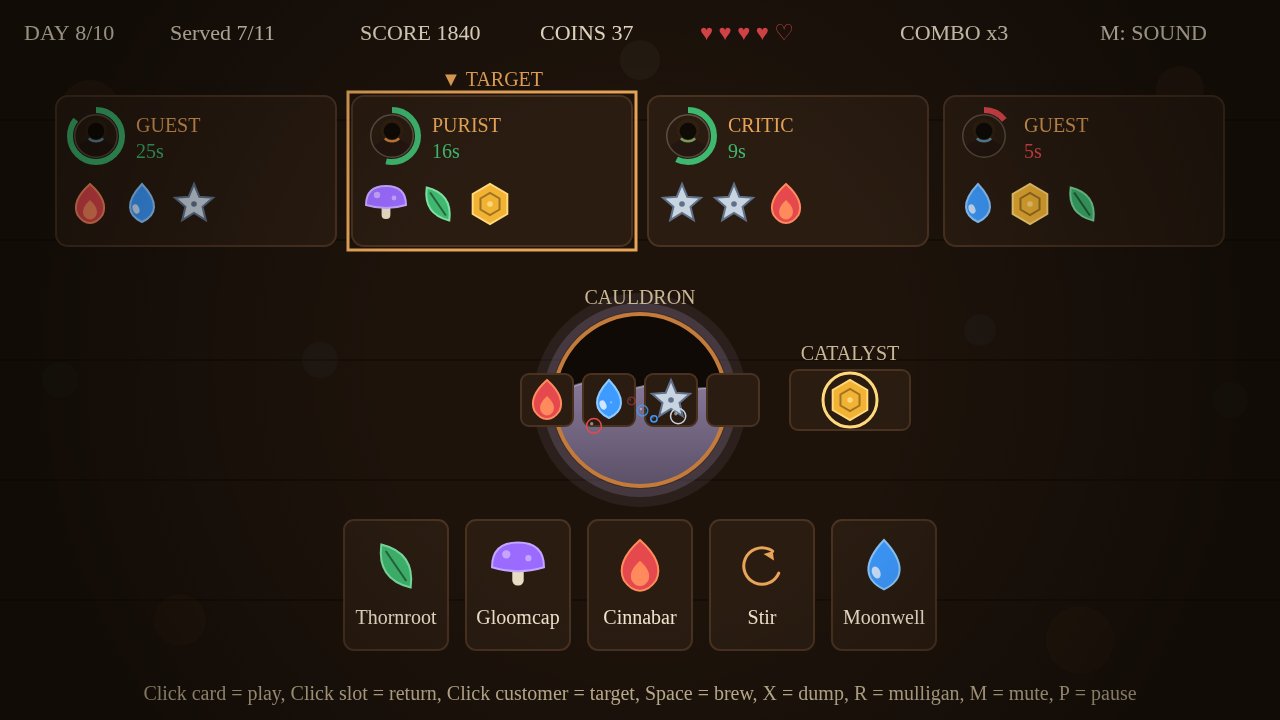 DAY 8/10
Served 7/11
SCORE 1840
COINS 37
COMBO x3
M: SOUND
▼ TARGET
GUEST
25s
PURIST
16s
CRITIC
9s
GUEST
5s
CAULDRON
CATALYST
Thornroot
Gloomcap
Cinnabar
Stir
Moonwell
Click card = play, Click slot = return, Click customer = target, Space = brew, X = dump, R = mulligan, M = mute, P = pause